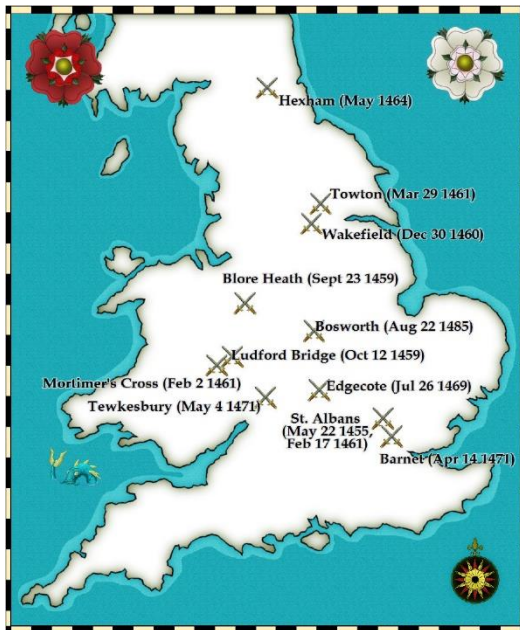 Hexham (May 1464)
Towton (Mar 29 1461)
Wakefield (Dec 30 1460)
Blore Heath (Sept 23 1459)
Bosworth (Aug 22 1485)
Ludford Bridge (Oct 12 1459)
Mortimer's Cross (Feb 2 1461)
Edgecote (Jul 26 1469)
Tewkesbury (May 4 1471)
St. Albans
(May 22 1455,
Feb 17 1461)
Barnet (Apr 14 1471)